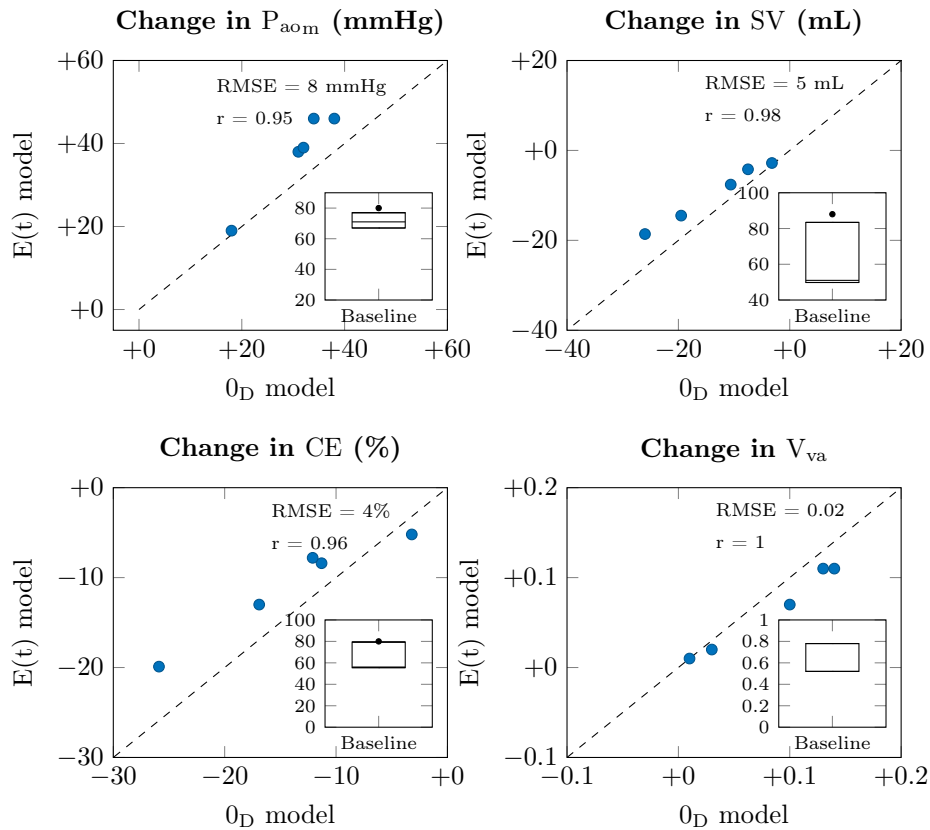 Change in P_ao_m (mmHg)
RMSE = 8 mmHg
r = 0.95
E(t) model
+60
+40
+20
+0
80
60
40
20
Baseline
+0 +20 +40 +60
0_D model
Change in SV (mL)
RMSE = 5 mL
r = 0.98
E(t) model
+20
+0
−20
−40
100
80
60
40
Baseline
−40 −20 +0 +20
0_D model
Change in CE (%)
RMSE = 4%
r = 0.96
E(t) model
+0
−10
−20
−30
100
80
60
40
20
0
Baseline
−30 −20 −10 +0
0_D model
Change in V_va
RMSE = 0.02
r = 1
E(t) model
+0.2
+0.1
+0
−0.1
1
0.8
0.6
0.4
0.2
0
Baseline
−0.1 +0 +0.1 +0.2
0_D model